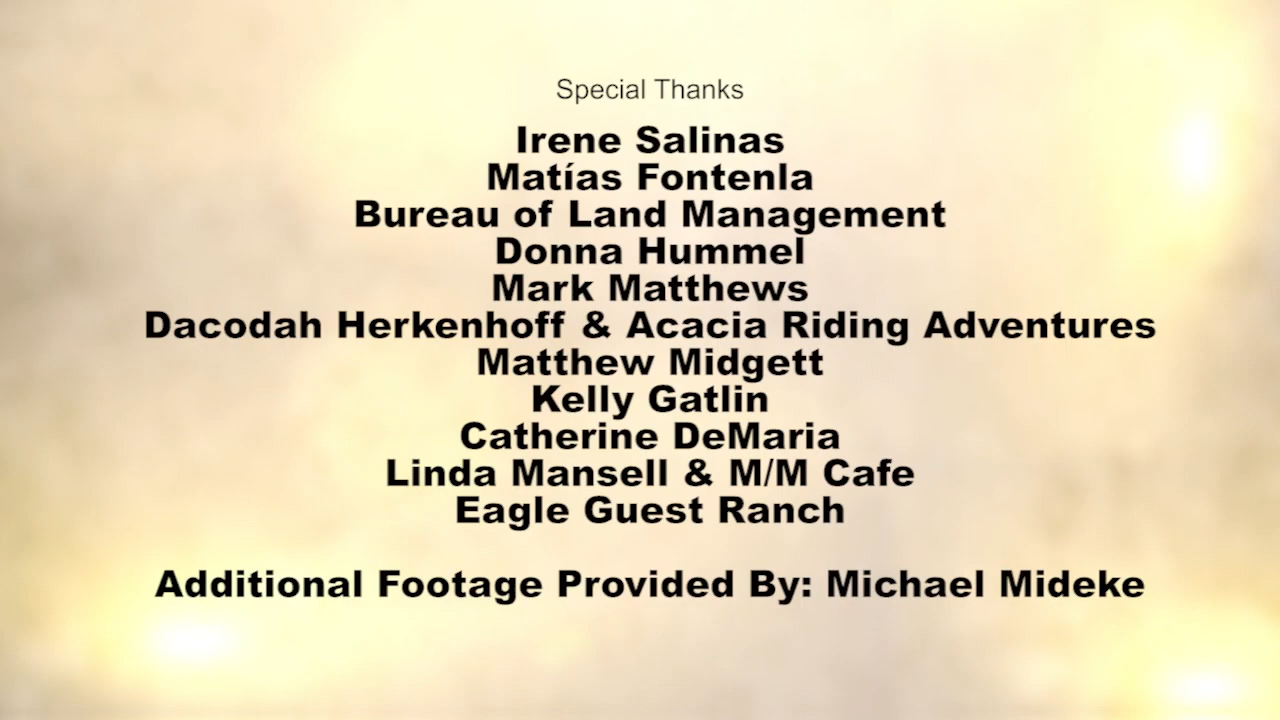 Special Thanks
Irene Salinas
Matías Fontenla
Bureau of Land Management
Donna Hummel
Mark Matthews
Dacodah Herkenhoff & Acacia Riding Adventures
Matthew Midgett
Kelly Gatlin
Catherine DeMaria
Linda Mansell & M/M Cafe
Eagle Guest Ranch
Additional Footage Provided By: Michael Mideke